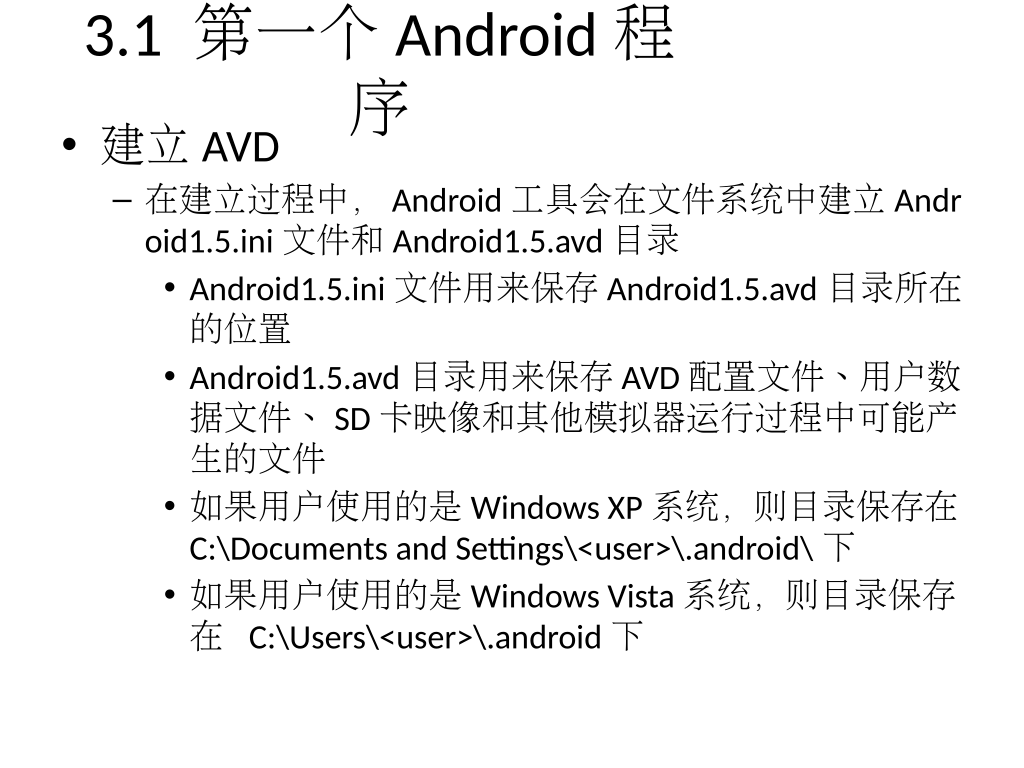 3.1 第一个 Android 程
序
• 建立 AVD
– 在建立过程中， Android 工具会在文件系统中建立 Andr
oid1.5.ini 文件和 Android1.5.avd 目录
• Android1.5.ini 文件用来保存 Android1.5.avd 目录所在
的位置
• Android1.5.avd 目录用来保存 AVD 配置文件、用户数
据文件、 SD 卡映像和其他模拟器运行过程中可能产
生的文件
• 如果用户使用的是 Windows XP 系统，则目录保存在
C:\Documents and Settings\<user>\.android\ 下
• 如果用户使用的是 Windows Vista 系统，则目录保存
在 C:\Users\<user>\.android 下